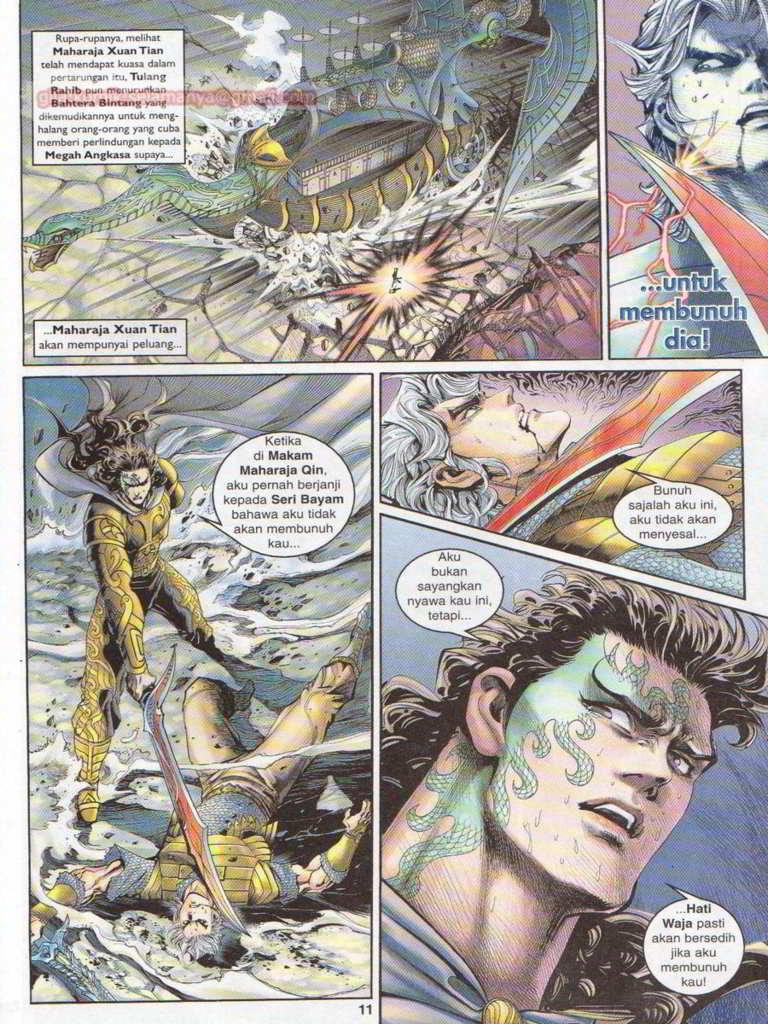 Rupa-rupanya, melihat
Maharaja Xuan Tian
telah mendapat kuasa dalam
pertarungan itu, Tulang
Rahib pun menurunkan
Bahtera Bintang yang
dikemudikannya untuk meng-
halang orang-orang yang cuba
memberi perlindungan kepada
Megah Angkasa supaya...
...Maharaja Xuan Tian
akan mempunyai peluang...
...untuk
membunuh
dia!
Ketika
di Makam
Maharaja Qin,
aku pernah berjanji
kepada Seri Bayam
bahawa aku tidak
akan membunuh
kau...
Bunuh
sajalah aku ini,
aku tidak akan
menyesal...
Aku
bukan
sayangkan
nyawa kau ini,
tetapi...
...Hati
Waja pasti
akan bersedih
jika aku
membunuh
kau!
11